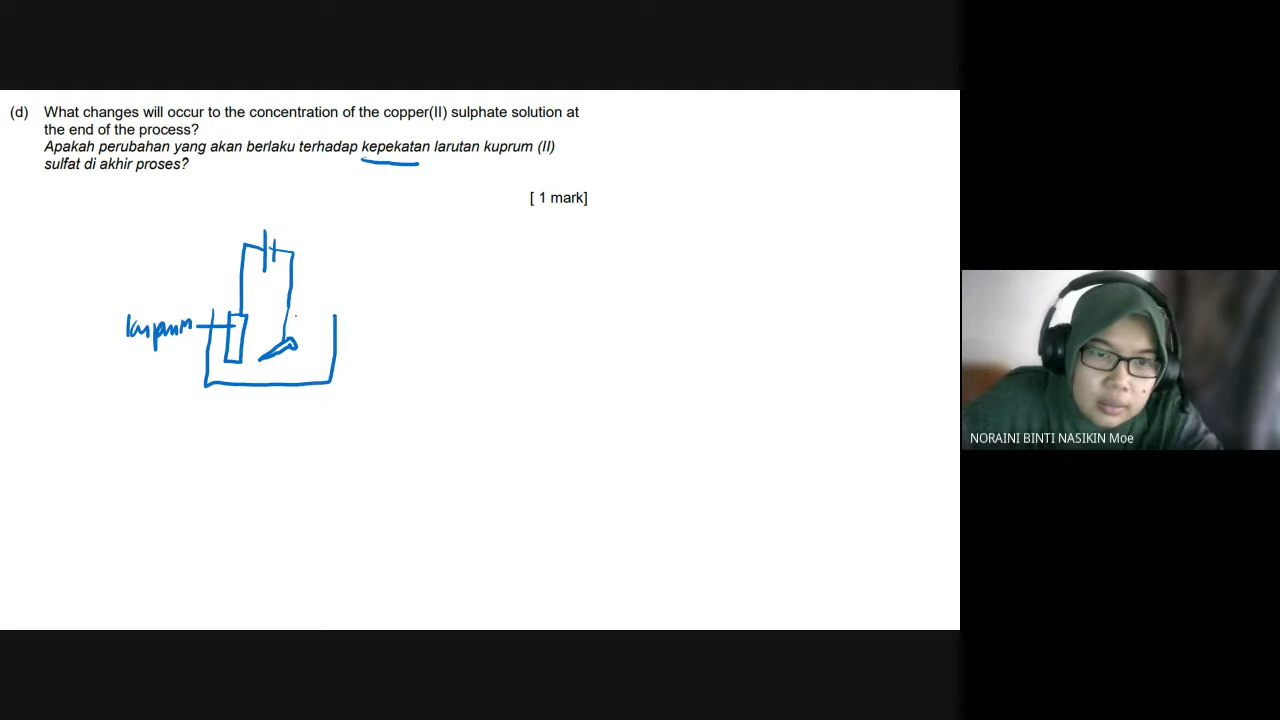 (d) What changes will occur to the concentration of the copper(II) sulphate solution at
the end of the process?
Apakah perubahan yang akan berlaku terhadap kepekatan larutan kuprum (II)
sulfat di akhir proses?
[ 1 mark]
kuprum
NORAINI BINTI NASIKIN Moe